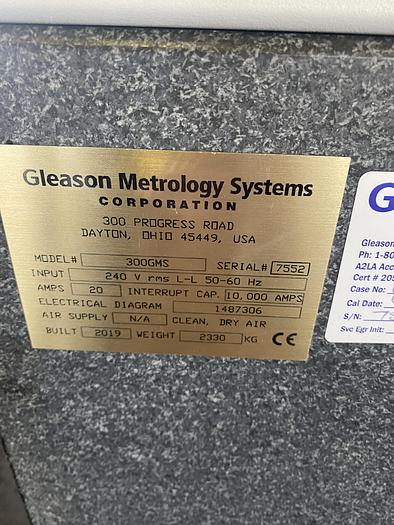 Gleason Metrology Systems
CORPORATION
300 PROGRESS ROAD
DAYTON, OHIO 45449, USA
MODEL# 300GMS SERIAL# 7552
INPUT 240 V rms L-L 50-60 Hz
AMPS 20 INTERRUPT CAP. 10,000 AMPS
ELECTRICAL DIAGRAM 1487306
AIR SUPPLY N/A CLEAN, DRY AIR
BUILT 2019 WEIGHT 2330 KG CE
G
Gleason
Ph: 1-80
A2LA Acc
Cert # 205
Case No:
Cal Date:
S/N:
Svc Egr Init: